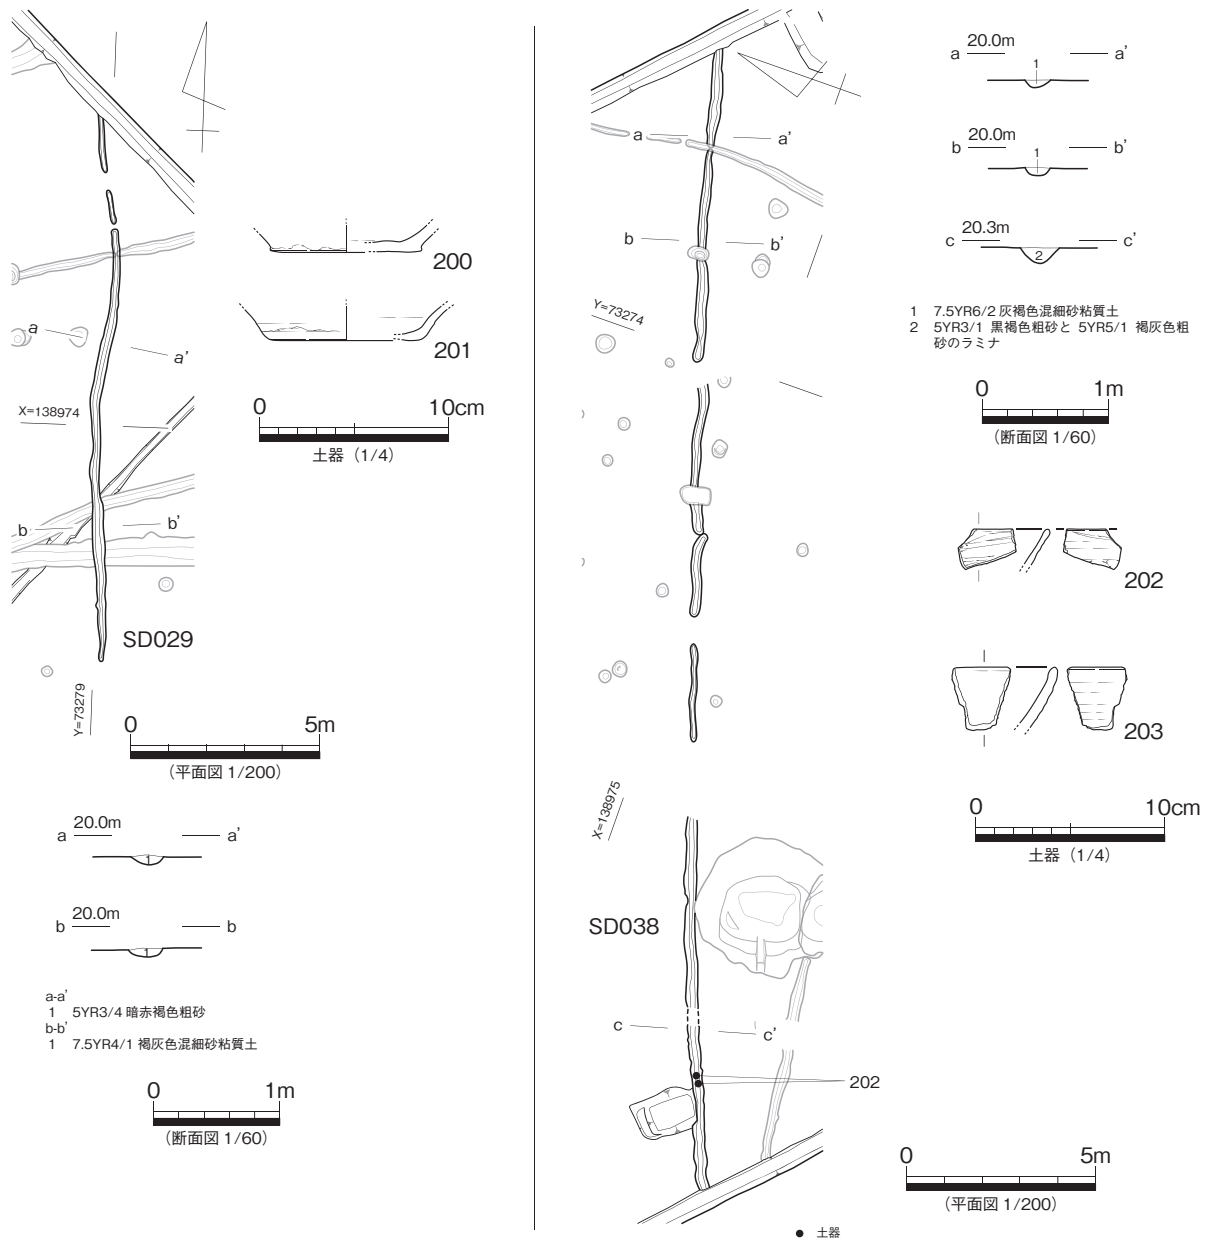 200
201
0 10cm
土器（1/4）
a
a’
X=138974
b
b’
SD029
Y=73279
0 5m
（平面図 1/200）
a 20.0m a’
1
b 20.0m b
1
a-a’
1 5YR3/4 暗赤褐色粗砂
b-b’
1 7.5YR4/1 褐灰色混細砂粘質土
0 1m
（断面図 1/60）
a a’
b b’
Y=73274
X=138975
SD038
c c’
202
a 20.0m a’
1
b 20.0m b’
1
c 20.3m c’
2
1 7.5YR6/2 灰褐色混細砂粘質土
2 5YR3/1 黒褐色粗砂と 5YR5/1 褐灰色粗
砂のラミナ
0 1m
（断面図 1/60）
202
203
0 10cm
土器（1/4）
0 5m
（平面図 1/200）
● 土器